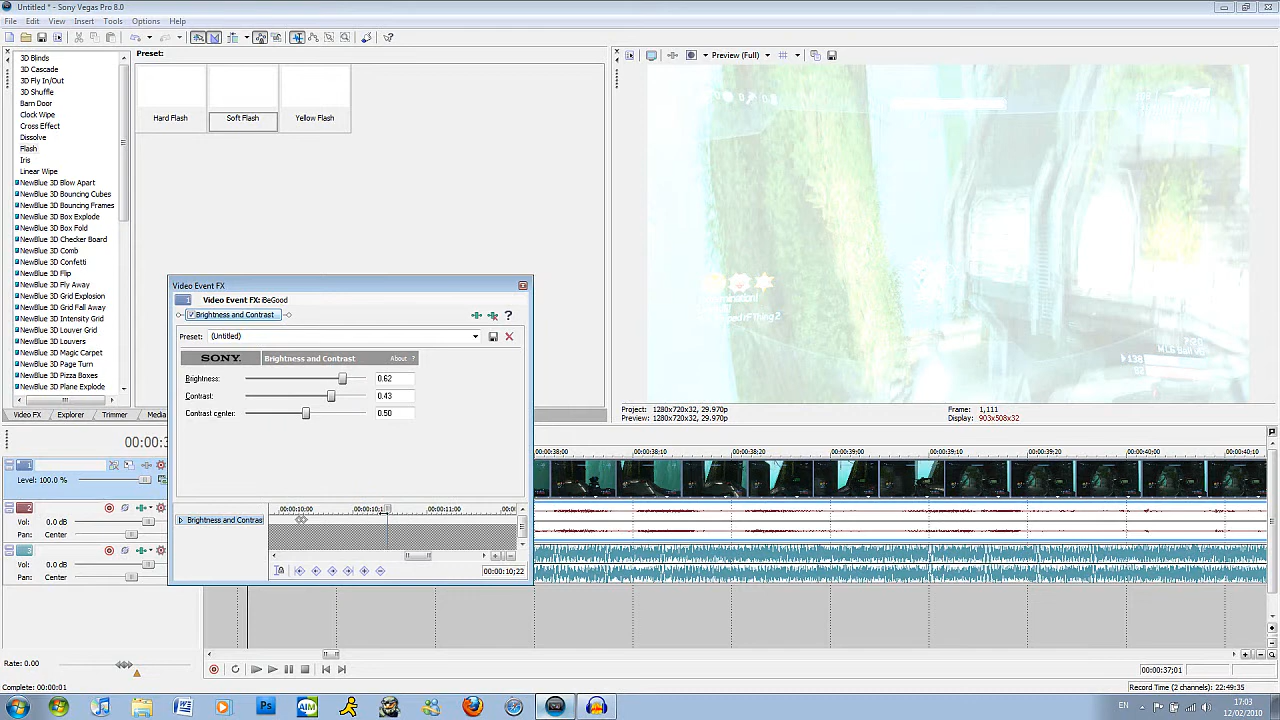 Untitled * - Sony Vegas Pro 8.0
File Edit View Insert Tools Options Help
3D Blinds
3D Cascade
3D Fly In/Out
3D Shuffle
Barn Door
Clock Wipe
Cross Effect
Dissolve
Flash
Iris
Linear Wipe
NewBlue 3D Blow Apart
NewBlue 3D Bouncing Cubes
NewBlue 3D Bouncing Frames
NewBlue 3D Box Explode
NewBlue 3D Box Fold
NewBlue 3D Checker Board
NewBlue 3D Comb
NewBlue 3D Confetti
NewBlue 3D Flip
NewBlue 3D Fly Away
NewBlue 3D Grid Explosion
NewBlue 3D Grid Fall Away
NewBlue 3D Intensity Grid
NewBlue 3D Louver Grid
NewBlue 3D Louvers
NewBlue 3D Magic Carpet
NewBlue 3D Page Turn
NewBlue 3D Pizza Boxes
NewBlue 3D Plane Explode
Video FX Explorer Trimmer Media
Preset:
Hard Flash Soft Flash Yellow Flash
Preview (Full)
Project: 1280x720x32, 29.970p
Preview: 1280x720x32, 29.970p
Frame: 1,111
Display: 903x508x32
Video Event FX
1 Video Event FX: iBeGood
Brightness and Contrast
Preset: (Untitled)
SONY. Brightness and Contrast About ?
Brightness: 0.62
Contrast: 0.43
Contrast center: 0.50
00:00:10:00 00:00:11:00
Brightness and Contras
00:00:10;22
00:00:3
00:00:38:00 00:00:38:10 00:00:38:20 00:00:39:00 00:00:39:10 00:00:39:20 00:00:40:00 00:00:40:10
1
Level: 100.0 %
2
Vol: 0.0 dB
Pan: Center
3
Vol: 0.0 dB
Pan: Center
Rate: 0.00
00:00:37;01
Complete: 00:00:01
Record Time (2 channels): 22:49:35
EN
17:03
12/02/2010